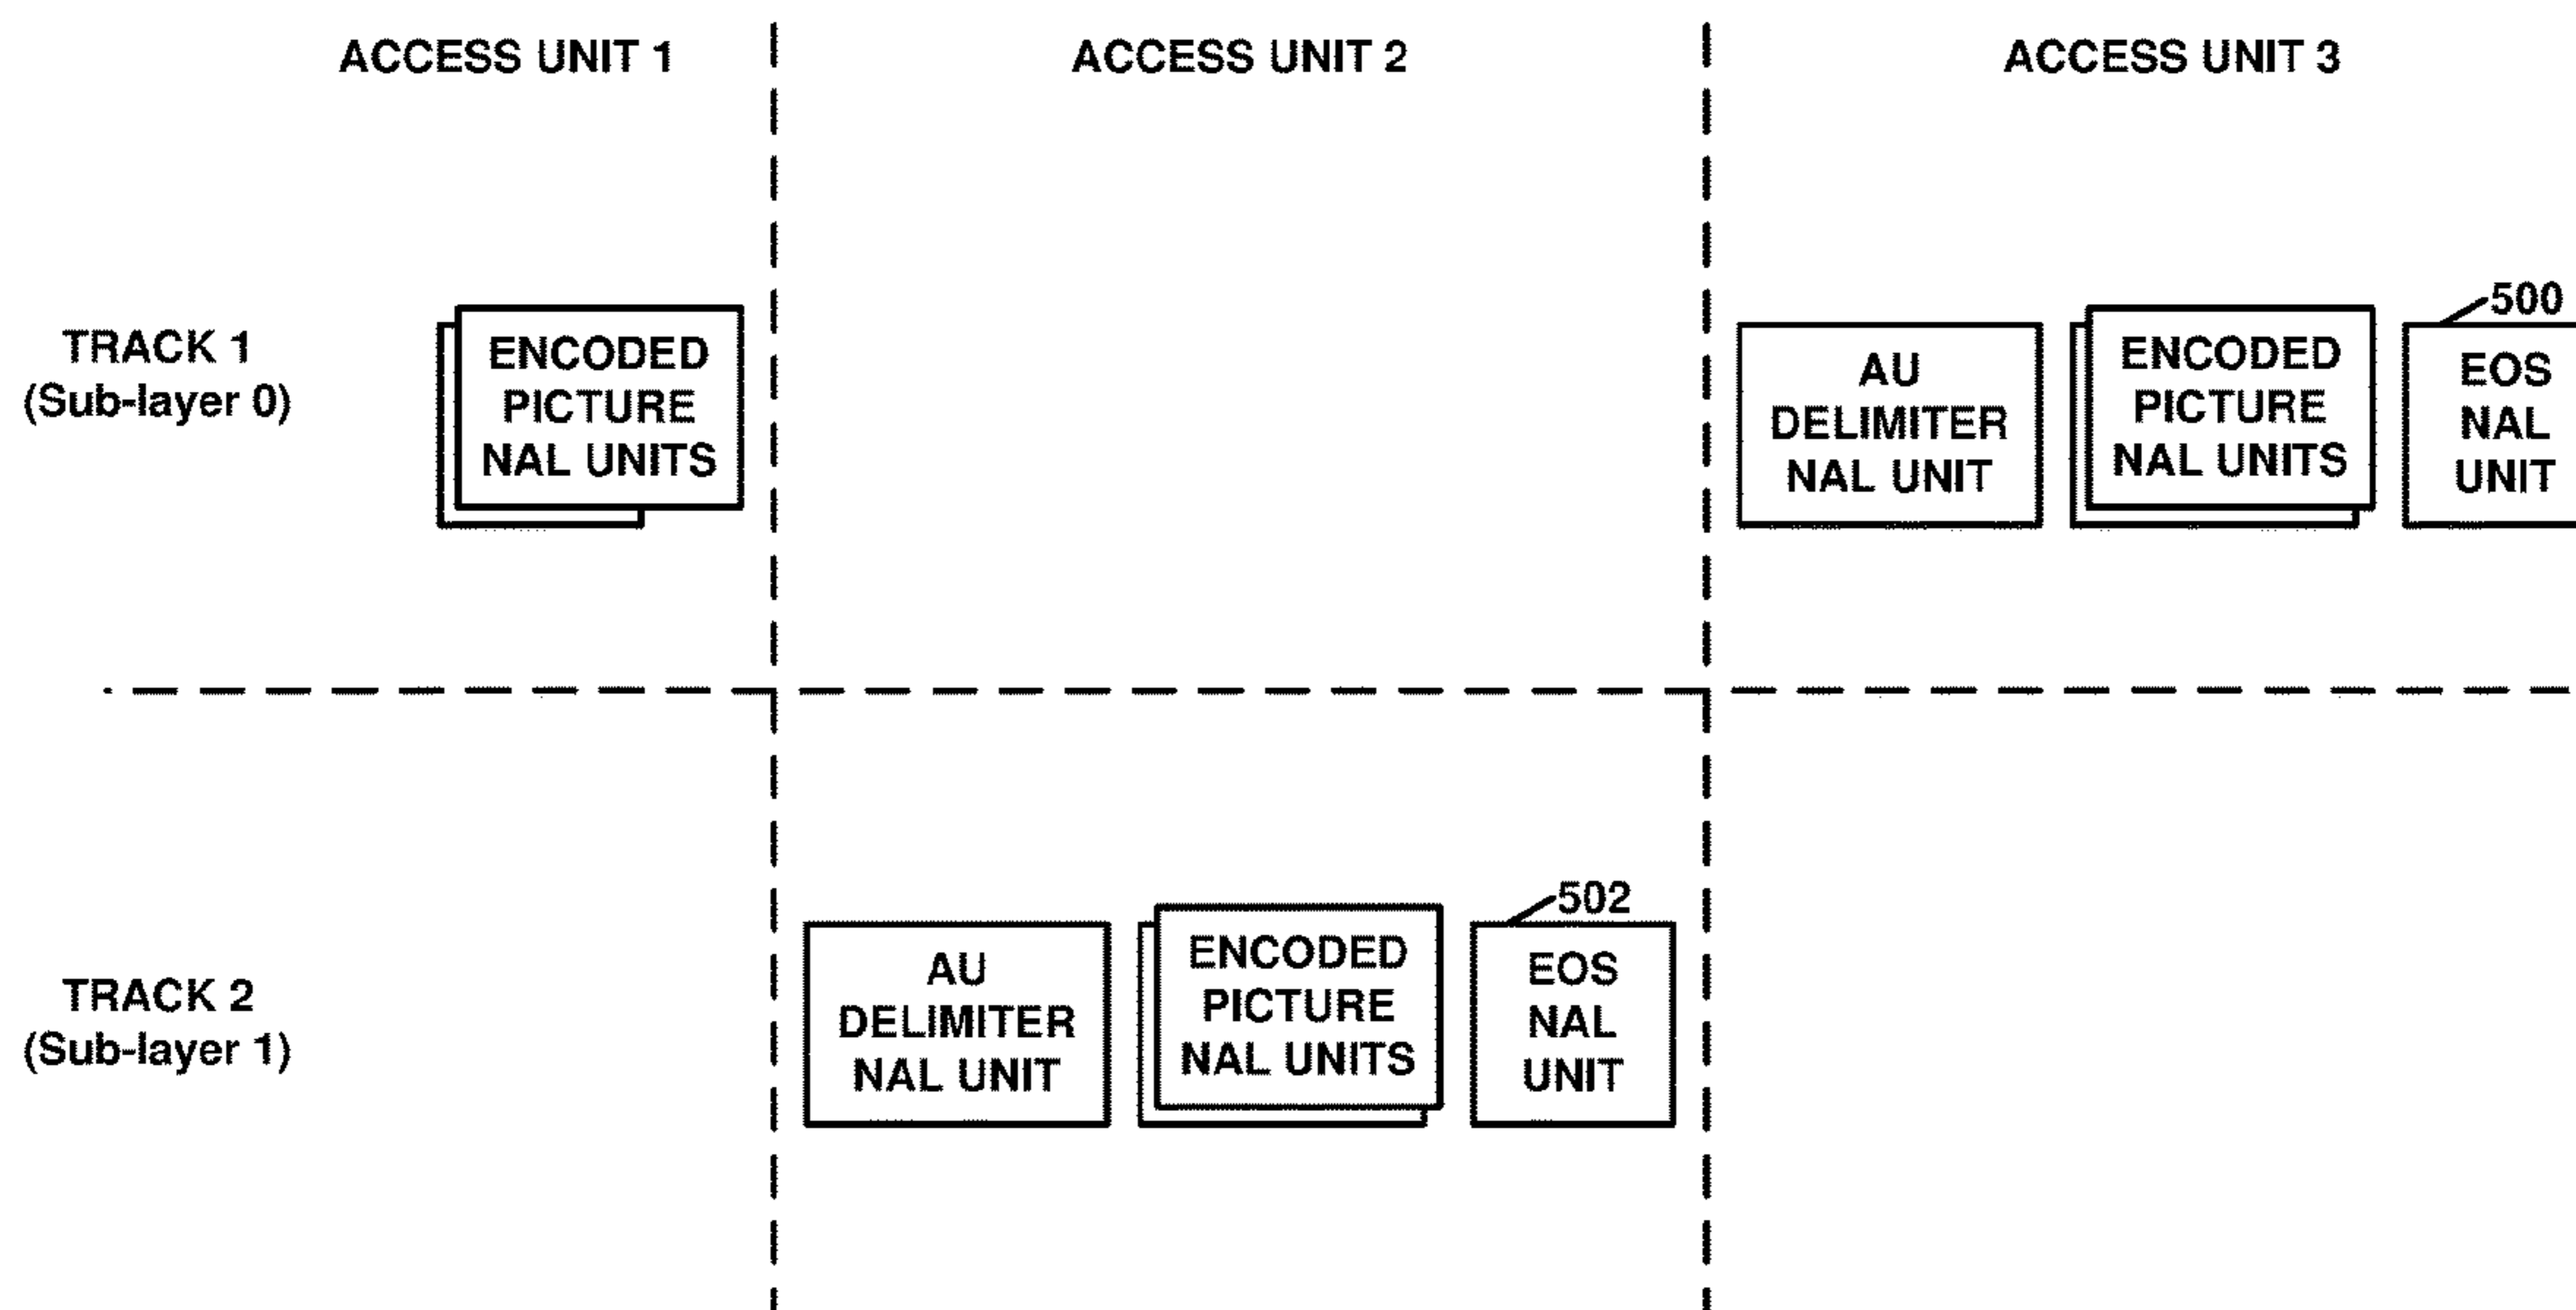 ACCESS UNIT 1
ACCESS UNIT 2
ACCESS UNIT 3
TRACK 1
(Sub-layer 0)
ENCODED
PICTURE
NAL UNITS
AU
DELIMITER
NAL UNIT
ENCODED
PICTURE
NAL UNITS
500
EOS
NAL
UNIT
TRACK 2
(Sub-layer 1)
AU
DELIMITER
NAL UNIT
ENCODED
PICTURE
NAL UNITS
502
EOS
NAL
UNIT